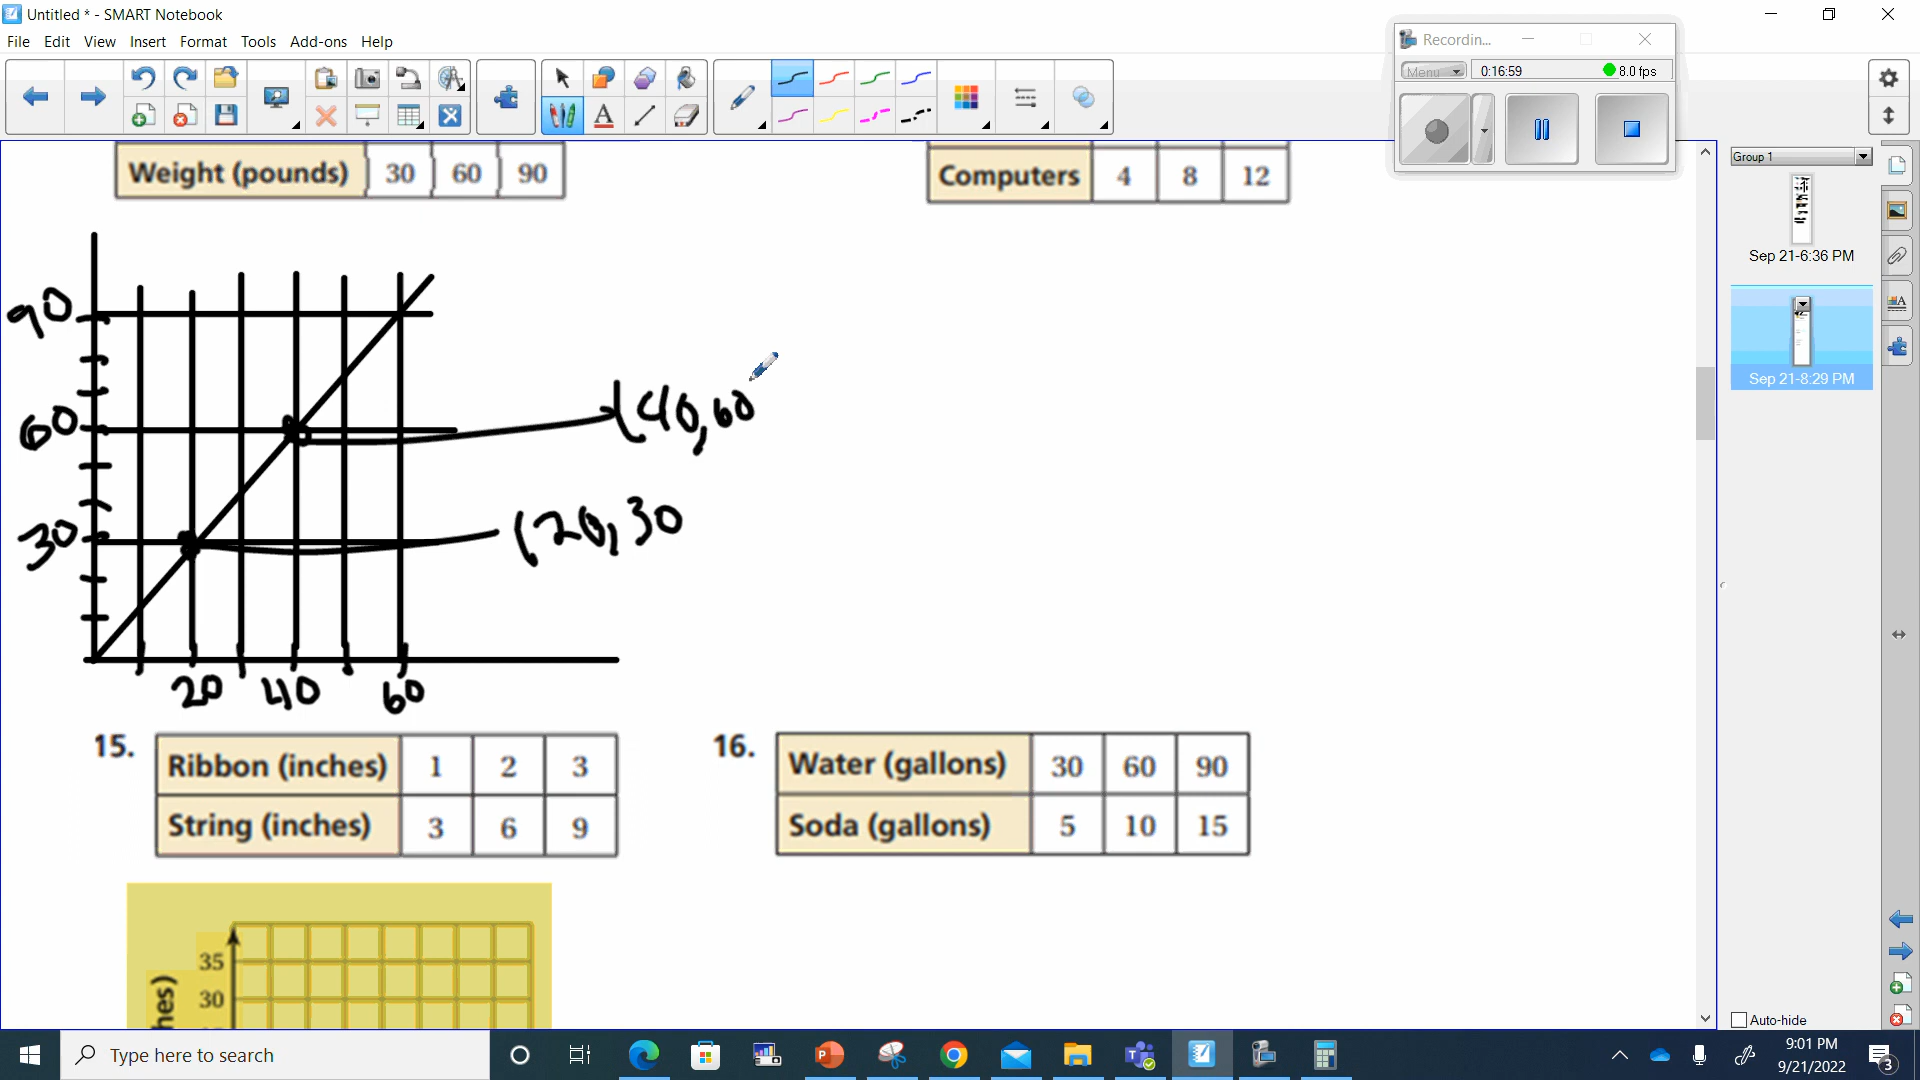 Untitled * - SMART Notebook
File Edit View Insert Format Tools Add-ons Help
Recordin...
Menu 0:16:59 8.0 fps
Weight (pounds) 30 60 90
Computers 4 8 12
Group 1
Sep 21-6:36 PM
Sep 21-8:29 PM
90
60
30
(40,60
(20,30
20 40 60
15.
Ribbon (inches) 1 2 3
String (inches) 3 6 9
16.
Water (gallons) 30 60 90
Soda (gallons) 5 10 15
35
30
hes)
Auto-hide
Type here to search
9:01 PM
9/21/2022
3